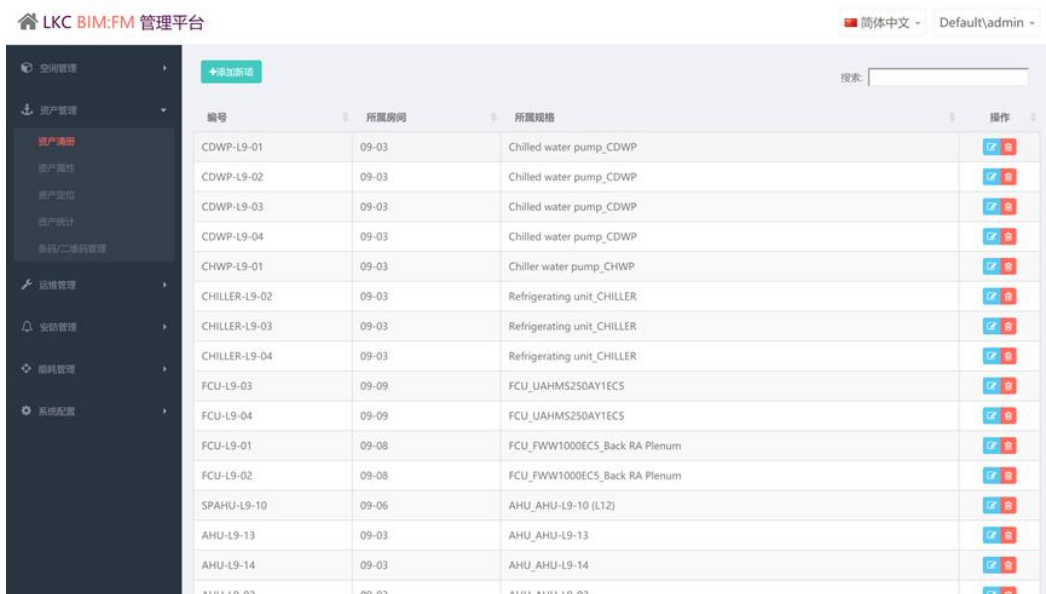 LKC BIM:FM 管理平台
简体中文
Default\admin
空间管理
资产管理
资产清册
资产属性
资产定位
资产统计
条码/二维码管理
运维管理
安防管理
能耗管理
系统配置
+添加新项
搜索:
编号 所属房间 所属规格 操作
CDWP-L9-01 09-03 Chilled water pump_CDWP
CDWP-L9-02 09-03 Chilled water pump_CDWP
CDWP-L9-03 09-03 Chilled water pump_CDWP
CDWP-L9-04 09-03 Chilled water pump_CDWP
CHWP-L9-01 09-03 Chiller water pump_CHWP
CHILLER-L9-02 09-03 Refrigerating unit_CHILLER
CHILLER-L9-03 09-03 Refrigerating unit_CHILLER
CHILLER-L9-04 09-03 Refrigerating unit_CHILLER
FCU-L9-03 09-09 FCU_UAHMS250AY1EC5
FCU-L9-04 09-09 FCU_UAHMS250AY1EC5
FCU-L9-01 09-08 FCU_FWW1000EC5_Back RA Plenum
FCU-L9-02 09-08 FCU_FWW1000EC5_Back RA Plenum
SPAHU-L9-10 09-06 AHU_AHU-L9-10 (L12)
AHU-L9-13 09-03 AHU_AHU-L9-13
AHU-L9-14 09-03 AHU_AHU-L9-14